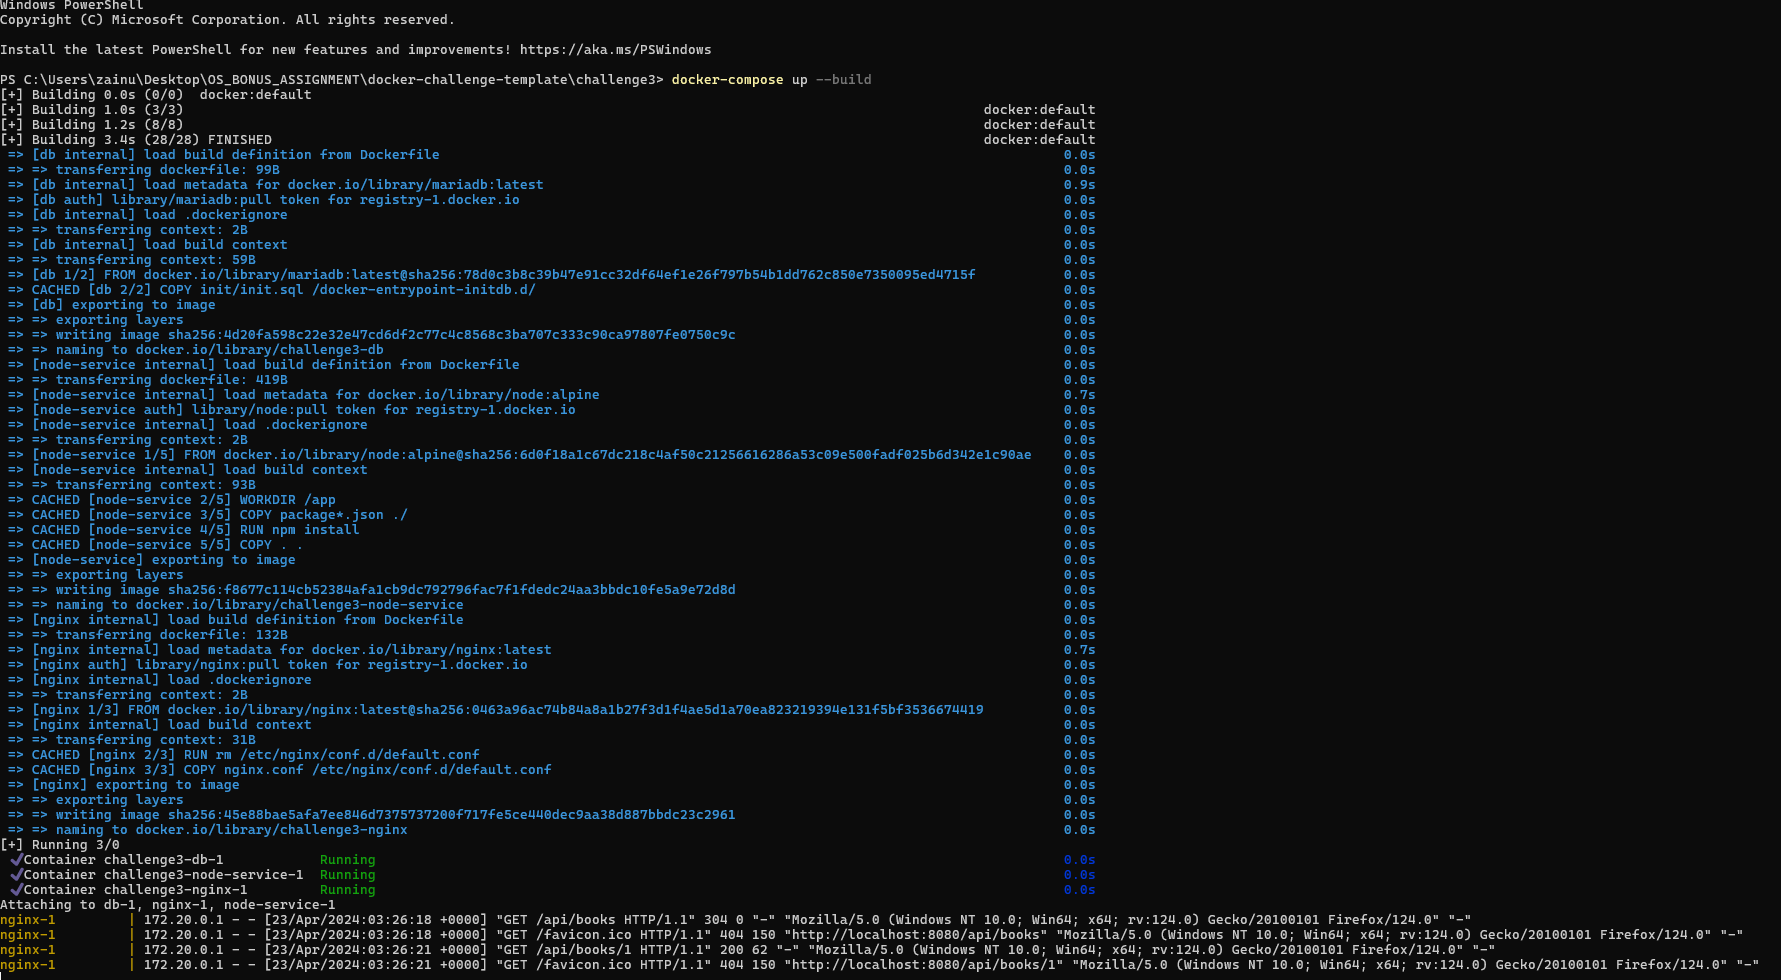 Windows PowerShell
Copyright (C) Microsoft Corporation. All rights reserved.
Install the latest PowerShell for new features and improvements! https://aka.ms/PSWindows
PS C:\Users\zainu\Desktop\OS_BONUS_ASSIGNMENT\docker-challenge-template\challenge3> docker-compose up --build
[+] Building 0.0s (0/0)  docker:default
[+] Building 1.0s (3/3) docker:default
[+] Building 1.2s (8/8) docker:default
[+] Building 3.4s (28/28) FINISHED docker:default
=> [db internal] load build definition from Dockerfile 0.0s
=> => transferring dockerfile: 99B 0.0s
=> [db internal] load metadata for docker.io/library/mariadb:latest 0.9s
=> [db auth] library/mariadb:pull token for registry-1.docker.io 0.0s
=> [db internal] load .dockerignore 0.0s
=> => transferring context: 2B 0.0s
=> [db internal] load build context 0.0s
=> => transferring context: 59B 0.0s
=> [db 1/2] FROM docker.io/library/mariadb:latest@sha256:78d0c3b8c39b47e91cc32df64ef1e26f797b54b1dd762c850e7350095ed4715f 0.0s
=> CACHED [db 2/2] COPY init/init.sql /docker-entrypoint-initdb.d/ 0.0s
=> [db] exporting to image 0.0s
=> => exporting layers 0.0s
=> => writing image sha256:4d20fa598c22e32e47cd6df2c77c4c8568c3ba707c333c90ca97807fe0750c9c 0.0s
=> => naming to docker.io/library/challenge3-db 0.0s
=> [node-service internal] load build definition from Dockerfile 0.0s
=> => transferring dockerfile: 419B 0.0s
=> [node-service internal] load metadata for docker.io/library/node:alpine 0.7s
=> [node-service auth] library/node:pull token for registry-1.docker.io 0.0s
=> [node-service internal] load .dockerignore 0.0s
=> => transferring context: 2B 0.0s
=> [node-service 1/5] FROM docker.io/library/node:alpine@sha256:6d0f18a1c67dc218c4af50c21256616286a53c09e500fadf025b6d342e1c90ae 0.0s
=> [node-service internal] load build context 0.0s
=> => transferring context: 93B 0.0s
=> CACHED [node-service 2/5] WORKDIR /app 0.0s
=> CACHED [node-service 3/5] COPY package*.json ./ 0.0s
=> CACHED [node-service 4/5] RUN npm install 0.0s
=> CACHED [node-service 5/5] COPY . . 0.0s
=> [node-service] exporting to image 0.0s
=> => exporting layers 0.0s
=> => writing image sha256:f8677c114cb52384afa1cb9dc792796fac7f1fdedc24aa3bbdc10fe5a9e72d8d 0.0s
=> => naming to docker.io/library/challenge3-node-service 0.0s
=> [nginx internal] load build definition from Dockerfile 0.0s
=> => transferring dockerfile: 132B 0.0s
=> [nginx internal] load metadata for docker.io/library/nginx:latest 0.7s
=> [nginx auth] library/nginx:pull token for registry-1.docker.io 0.0s
=> [nginx internal] load .dockerignore 0.0s
=> => transferring context: 2B 0.0s
=> [nginx 1/3] FROM docker.io/library/nginx:latest@sha256:0463a96ac74b84a8a1b27f3d1f4ae5d1a70ea823219394e131f5bf3536674419 0.0s
=> [nginx internal] load build context 0.0s
=> => transferring context: 31B 0.0s
=> CACHED [nginx 2/3] RUN rm /etc/nginx/conf.d/default.conf 0.0s
=> CACHED [nginx 3/3] COPY nginx.conf /etc/nginx/conf.d/default.conf 0.0s
=> [nginx] exporting to image 0.0s
=> => exporting layers 0.0s
=> => writing image sha256:45e88bae5afa7ee846d7375737200f717fe5ce440dec9aa38d887bbdc23c2961 0.0s
=> => naming to docker.io/library/challenge3-nginx 0.0s
[+] Running 3/0
✔Container challenge3-db-1 Running 0.0s
✔Container challenge3-node-service-1 Running 0.0s
✔Container challenge3-nginx-1 Running 0.0s
Attaching to db-1, nginx-1, node-service-1
nginx-1 | 172.20.0.1 - - [23/Apr/2024:03:26:18 +0000] "GET /api/books HTTP/1.1" 304 0 "-" "Mozilla/5.0 (Windows NT 10.0; Win64; x64; rv:124.0) Gecko/20100101 Firefox/124.0" "-"
nginx-1 | 172.20.0.1 - - [23/Apr/2024:03:26:18 +0000] "GET /favicon.ico HTTP/1.1" 404 150 "http://localhost:8080/api/books" "Mozilla/5.0 (Windows NT 10.0; Win64; x64; rv:124.0) Gecko/20100101 Firefox/124.0" "-"
nginx-1 | 172.20.0.1 - - [23/Apr/2024:03:26:21 +0000] "GET /api/books/1 HTTP/1.1" 200 62 "-" "Mozilla/5.0 (Windows NT 10.0; Win64; x64; rv:124.0) Gecko/20100101 Firefox/124.0" "-"
nginx-1 | 172.20.0.1 - - [23/Apr/2024:03:26:21 +0000] "GET /favicon.ico HTTP/1.1" 404 150 "http://localhost:8080/api/books/1" "Mozilla/5.0 (Windows NT 10.0; Win64; x64; rv:124.0) Gecko/20100101 Firefox/124.0" "-"